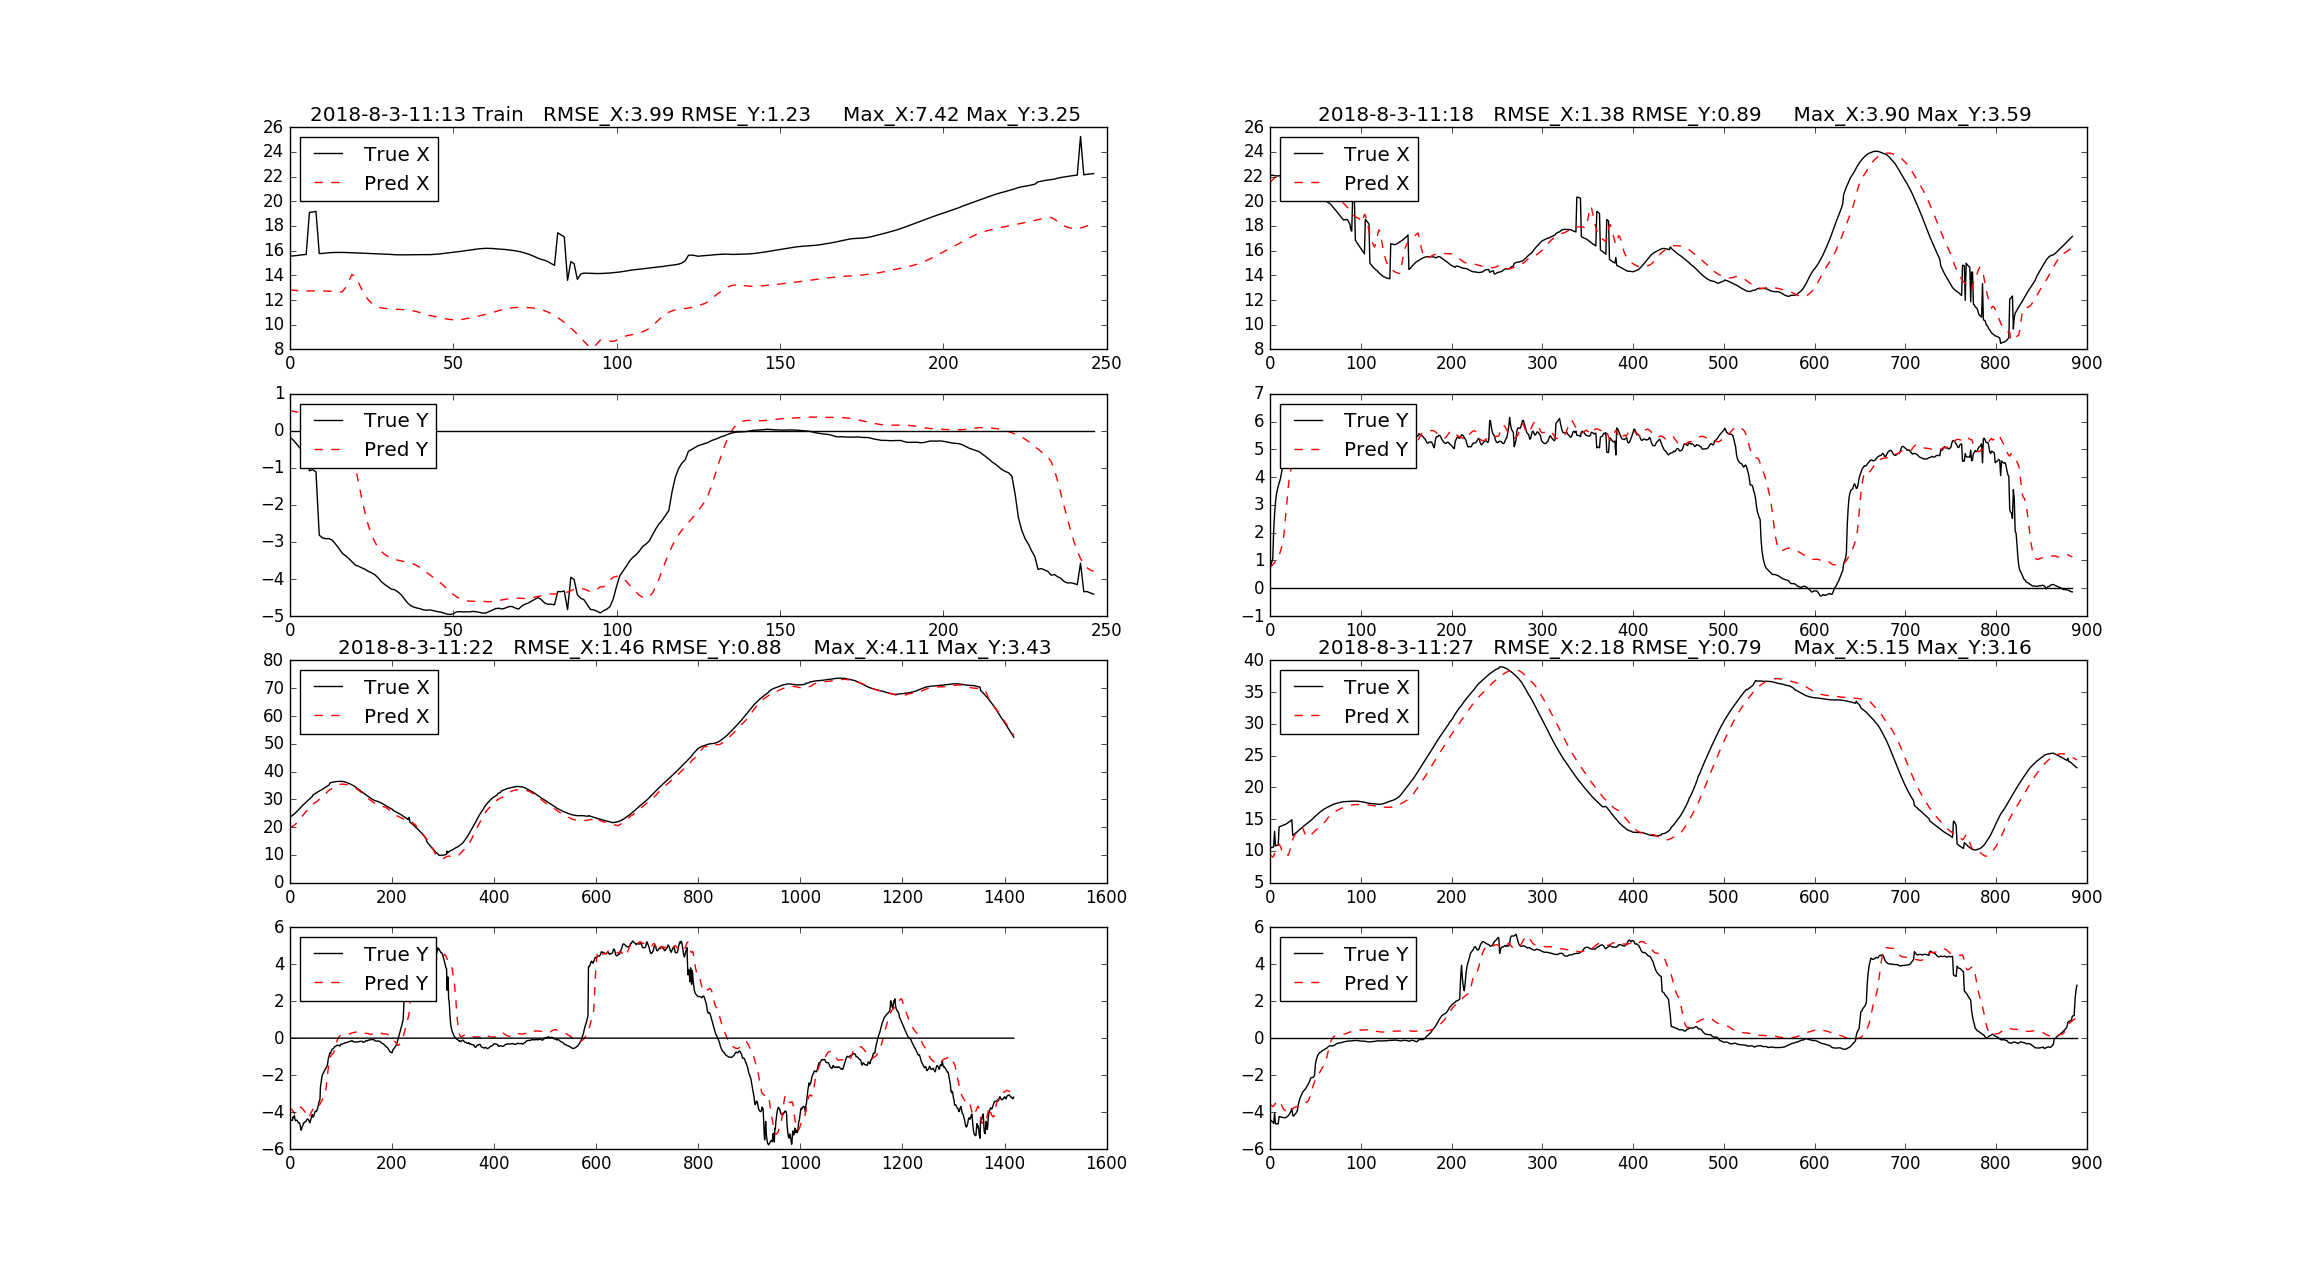 2018-8-3-11:13 Train   RMSE_X:3.99 RMSE_Y:1.23     Max_X:7.42 Max_Y:3.25
26
24
22
20
18
16
14
12
10
8
True X
Pred X
0 50 100 150 200 250
1
0
−1
−2
−3
−4
−5
True Y
Pred Y
0 50 100 150 200 250
2018-8-3-11:18   RMSE_X:1.38 RMSE_Y:0.89     Max_X:3.90 Max_Y:3.59
26
24
22
20
18
16
14
12
10
8
True X
Pred X
0 100 200 300 400 500 600 700 800 900
7
6
5
4
3
2
1
0
−1
True Y
Pred Y
0 100 200 300 400 500 600 700 800 900
2018-8-3-11:22   RMSE_X:1.46 RMSE_Y:0.88     Max_X:4.11 Max_Y:3.43
80
70
60
50
40
30
20
10
0
True X
Pred X
0 200 400 600 800 1000 1200 1400 1600
6
4
2
0
−2
−4
−6
True Y
Pred Y
0 200 400 600 800 1000 1200 1400 1600
2018-8-3-11:27   RMSE_X:2.18 RMSE_Y:0.79     Max_X:5.15 Max_Y:3.16
40
35
30
25
20
15
10
5
True X
Pred X
0 100 200 300 400 500 600 700 800 900
6
4
2
0
−2
−4
−6
True Y
Pred Y
0 100 200 300 400 500 600 700 800 900